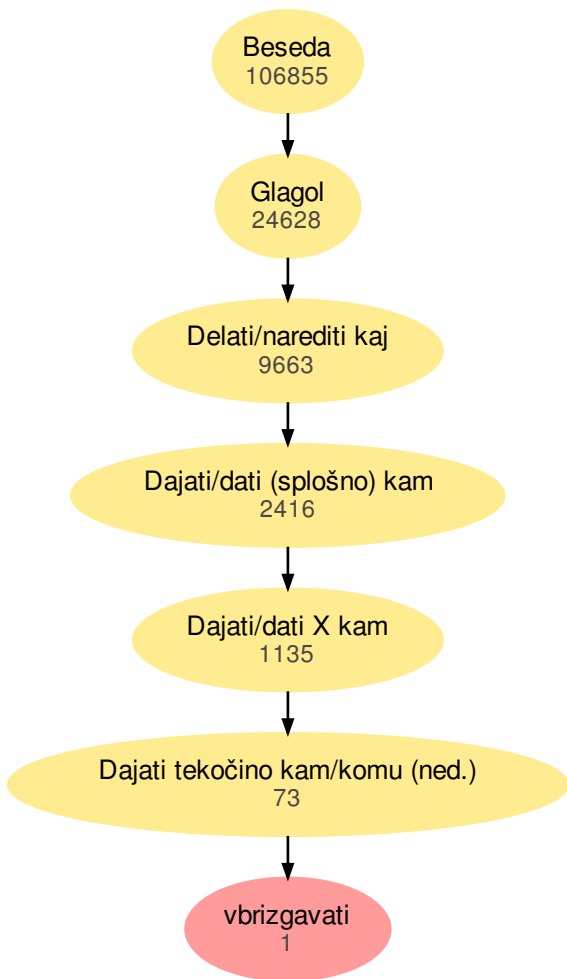 Beseda
106855
Glagol
24628
Delati/narediti kaj
9663
Dajati/dati (splošno) kam
2416
Dajati/dati X kam
1135
Dajati tekočino kam/komu (ned.)
73
vbrizgavati
1